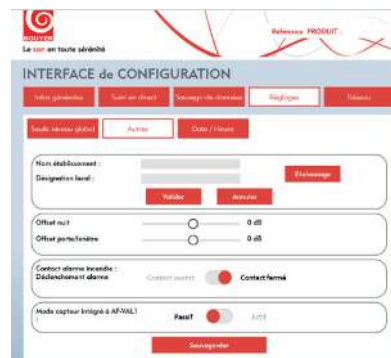 BOUYER
Le son en toute sérénité
Référence PRODUIT :
INTERFACE de CONFIGURATION
Infos générales
Suivi en direct
Sauvegarde données
Réglages
Réseau
Seuils niveau global
Autres
Date / Heure
Nom établissement :
Désignation local :
Etalonnage
Valider
Annuler
Offset nuit
0 dB
Offset porte/fenêtre
0 dB
Contact alarme incendie :
Déclenchement alarme
Contact ouvert
Contact fermé
Mode capteur intégré à AF-VAL1
:
Passif
Actif
Sauvegarder